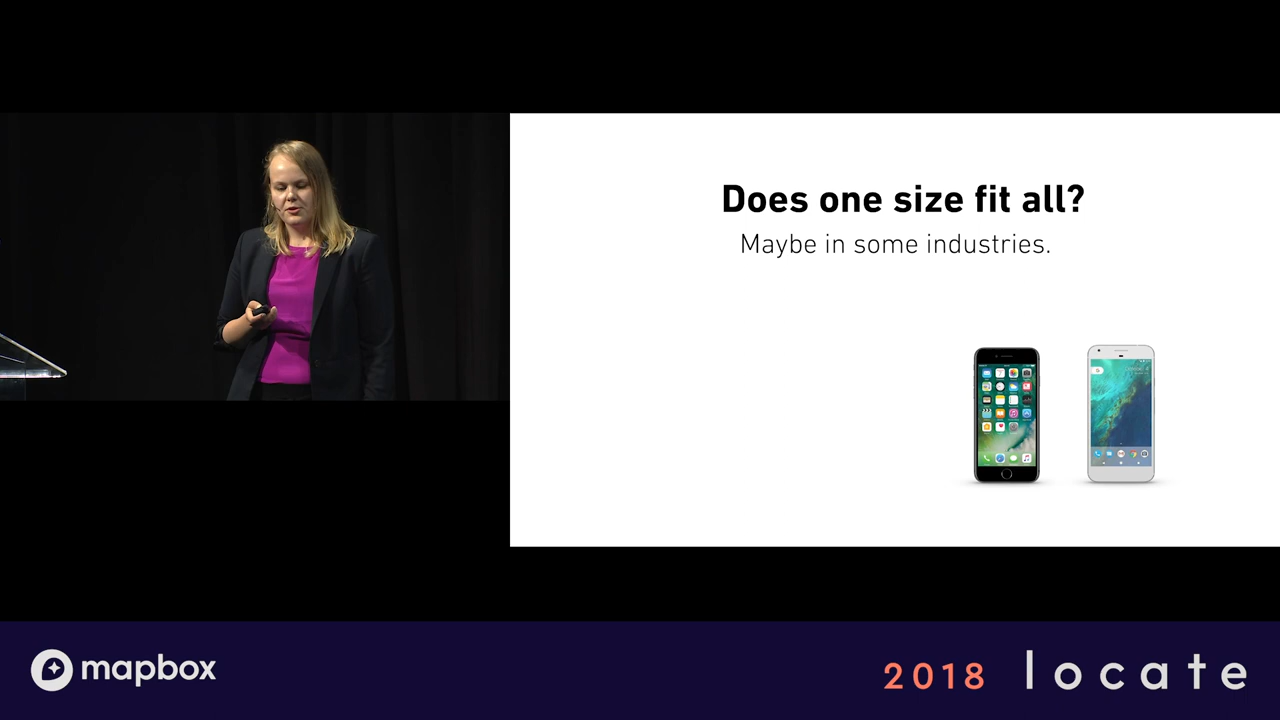 Does one size fit all?
Maybe in some industries.
mapbox
2018 locate